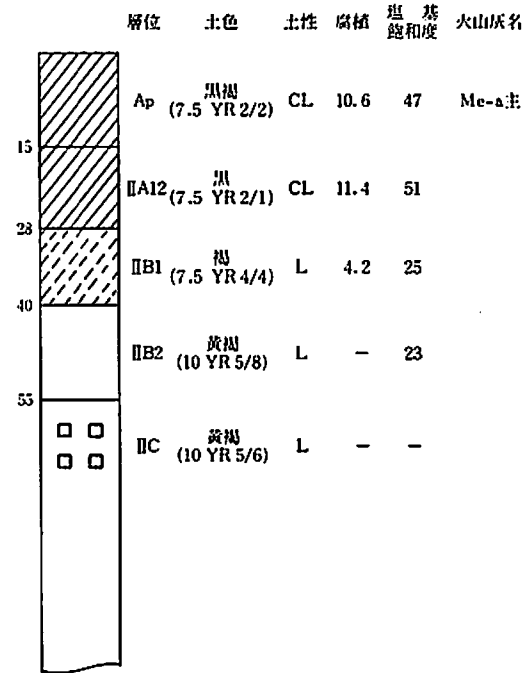 層位 土色 土性 腐植 塩基飽和度 火山灰名
Ap 黒褐 (7.5 YR 2/2) CL 10.6 47 Me-a主
15
ⅡA12 黒 (7.5 YR 2/1) CL 11.4 51
28
ⅡB1 褐 (7.5 YR 4/4) L 4.2 25
40
ⅡB2 黄褐 (10 YR 5/8) L − 23
55
ⅡC 黄褐 (10 YR 5/6) L − −